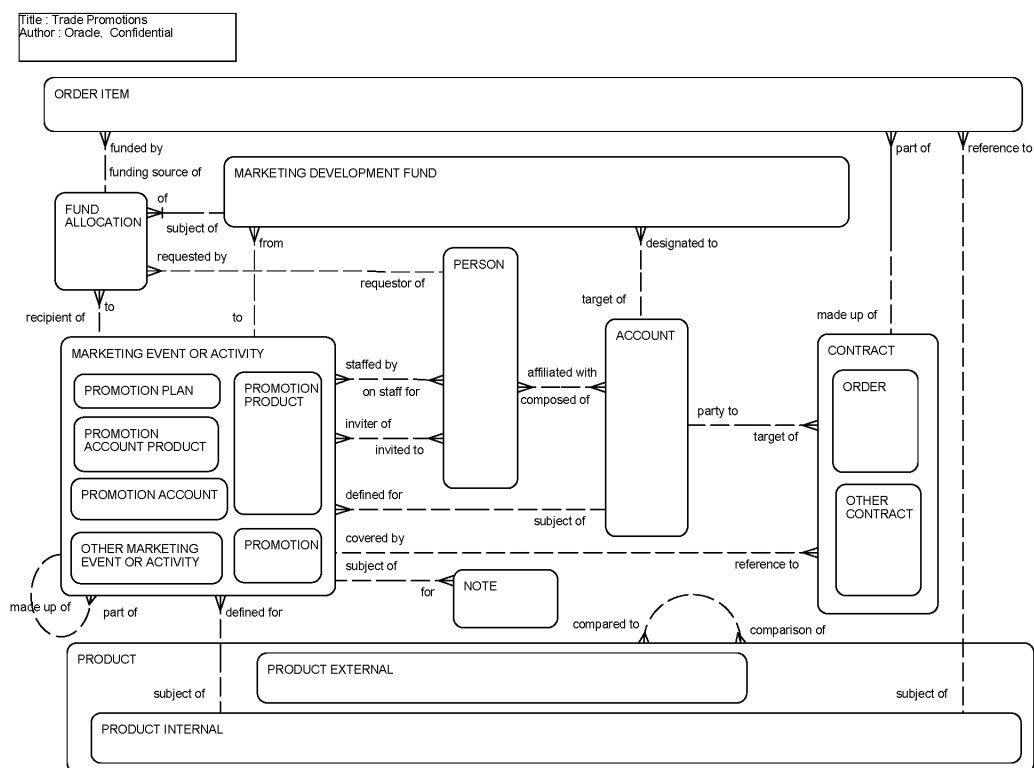 Title : Trade Promotions
Author : Oracle, Confidential
ORDER ITEM
funded by
part of
reference to
funding source of
MARKETING DEVELOPMENT FUND
of
FUND
ALLOCATION
subject of
from
designated to
requested by
PERSON
requestor of
target of
to
recipient of
to
made up of
ACCOUNT
MARKETING EVENT OR ACTIVITY
CONTRACT
staffed by
affiliated with
PROMOTION PLAN
PROMOTION
PRODUCT
on staff for
composed of
ORDER
party to
inviter of
PROMOTION
ACCOUNT PRODUCT
target of
invited to
PROMOTION ACCOUNT
defined for
OTHER
CONTRACT
subject of
covered by
OTHER MARKETING
EVENT OR ACTIVITY
PROMOTION
subject of
reference to
for
NOTE
made up of
part of
defined for
compared to
comparison of
PRODUCT
PRODUCT EXTERNAL
subject of
subject of
PRODUCT INTERNAL